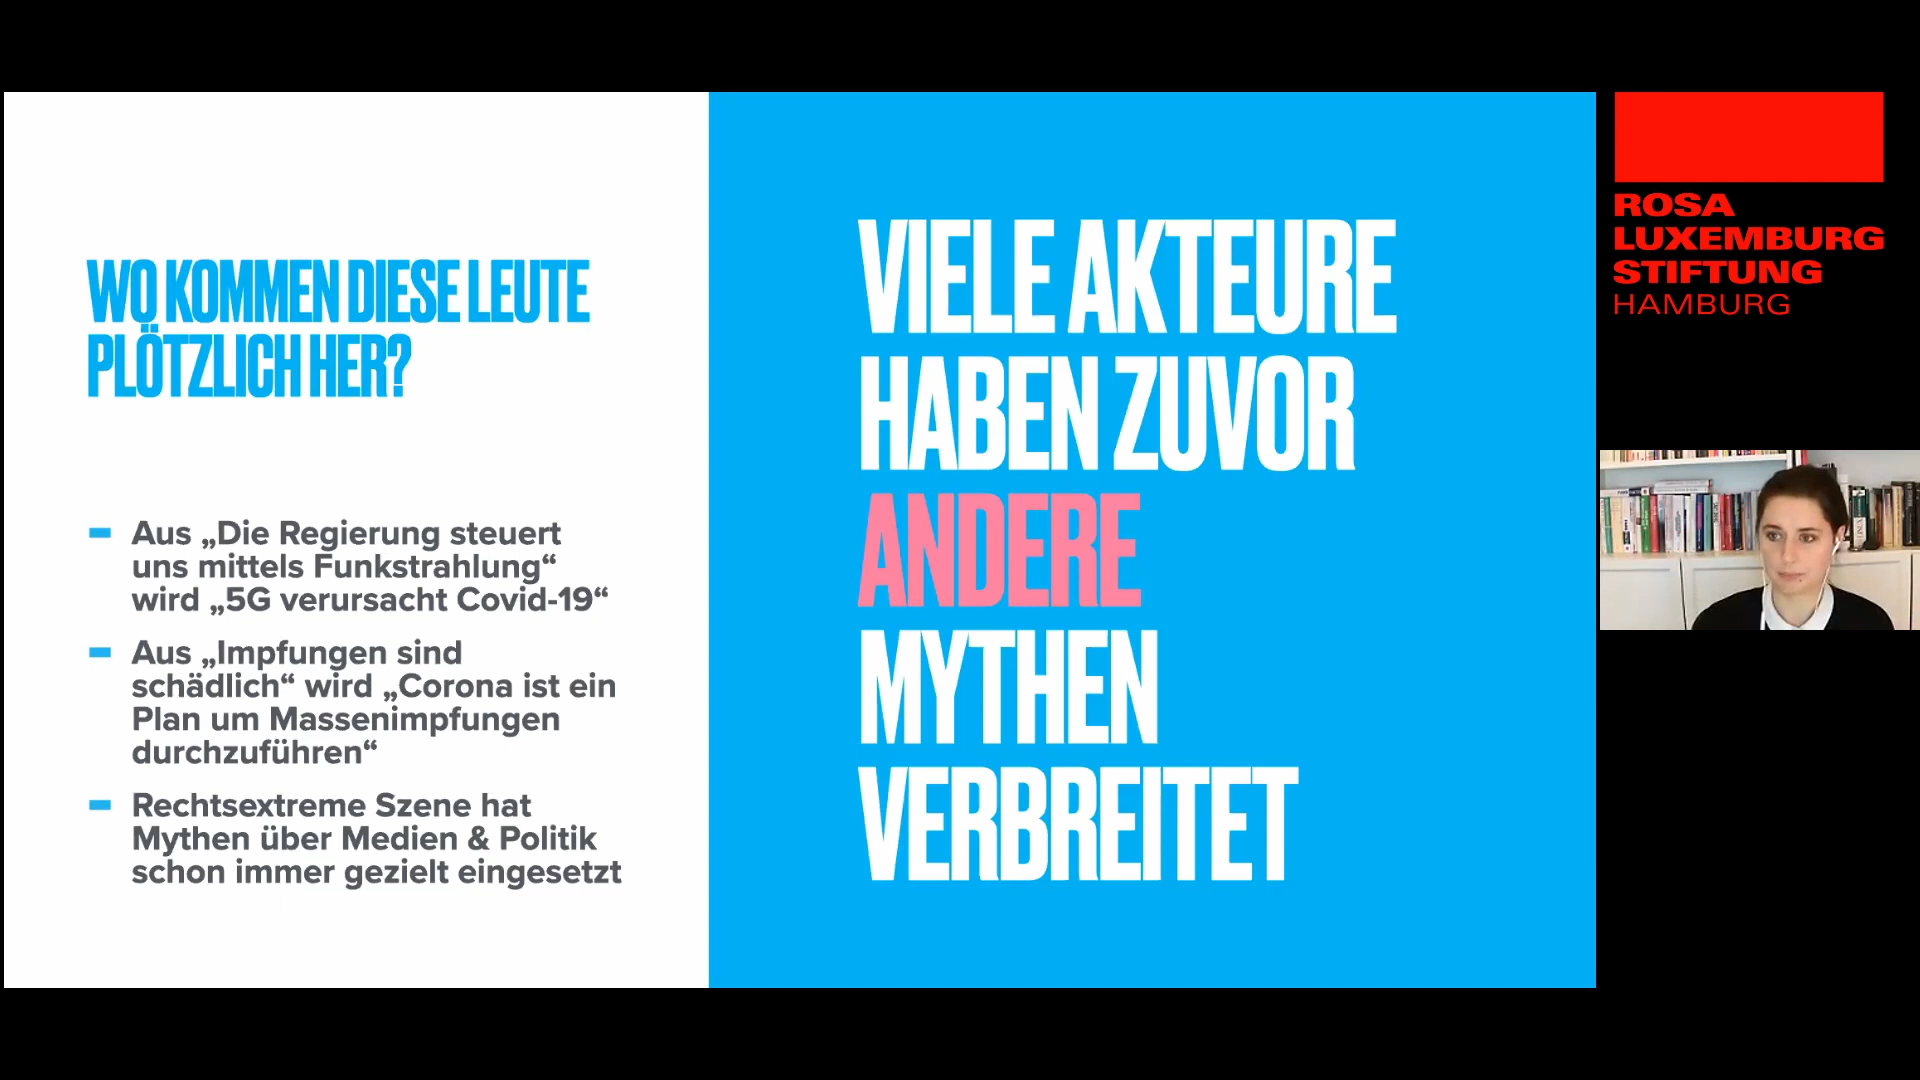 WO KOMMEN DIESE LEUTE
PLÖTZLICH HER?
Aus „Die Regierung steuert
uns mittels Funkstrahlung“
wird „5G verursacht Covid-19“
Aus „Impfungen sind
schädlich“ wird „Corona ist ein
Plan um Massenimpfungen
durchzuführen“
Rechtsextreme Szene hat
Mythen über Medien & Politik
schon immer gezielt eingesetzt
VIELE AKTEURE
HABEN ZUVOR
ANDERE
MYTHEN
VERBREITET
ROSA
LUXEMBURG
STIFTUNG
HAMBURG